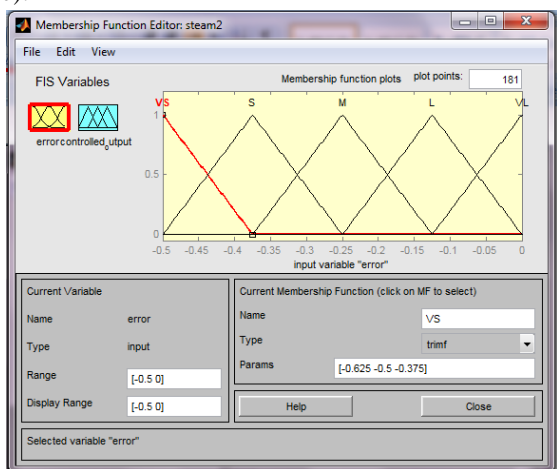 Membership Function Editor: steam2
File Edit View
FIS Variables
Membership function plots plot points: 181
VS S M L VL
error controlled_output
1
0.5
0
-0.5 -0.45 -0.4 -0.35 -0.3 -0.25 -0.2 -0.15 -0.1 -0.05 0
input variable "error"
Current Variable
Name error
Type input
Range [-0.5 0]
Display Range [-0.5 0]
Current Membership Function (click on MF to select)
Name VS
Type trimf
Params [-0.625 -0.5 -0.375]
Help Close
Selected variable "error"